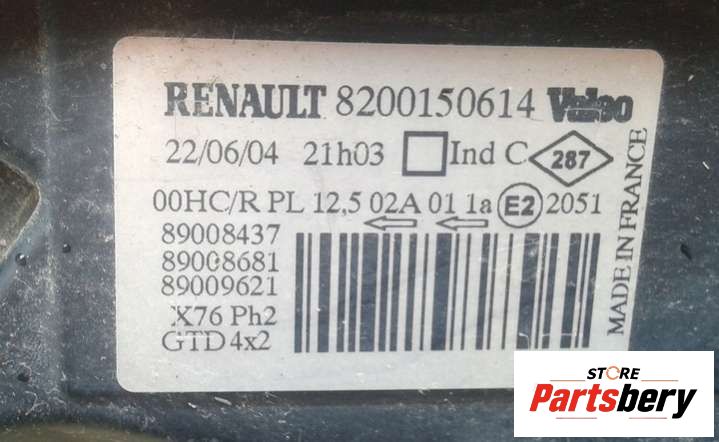 RENAULT 8200150614 Valeo
22/06/04 21h03 Ind C 287
00HC/R PL 12,5 02A 01 1a E2 2051
89008437
89008681
89009621
X76 Ph2
GTD 4x2
MADE IN FRANCE
STORE
Partsbery